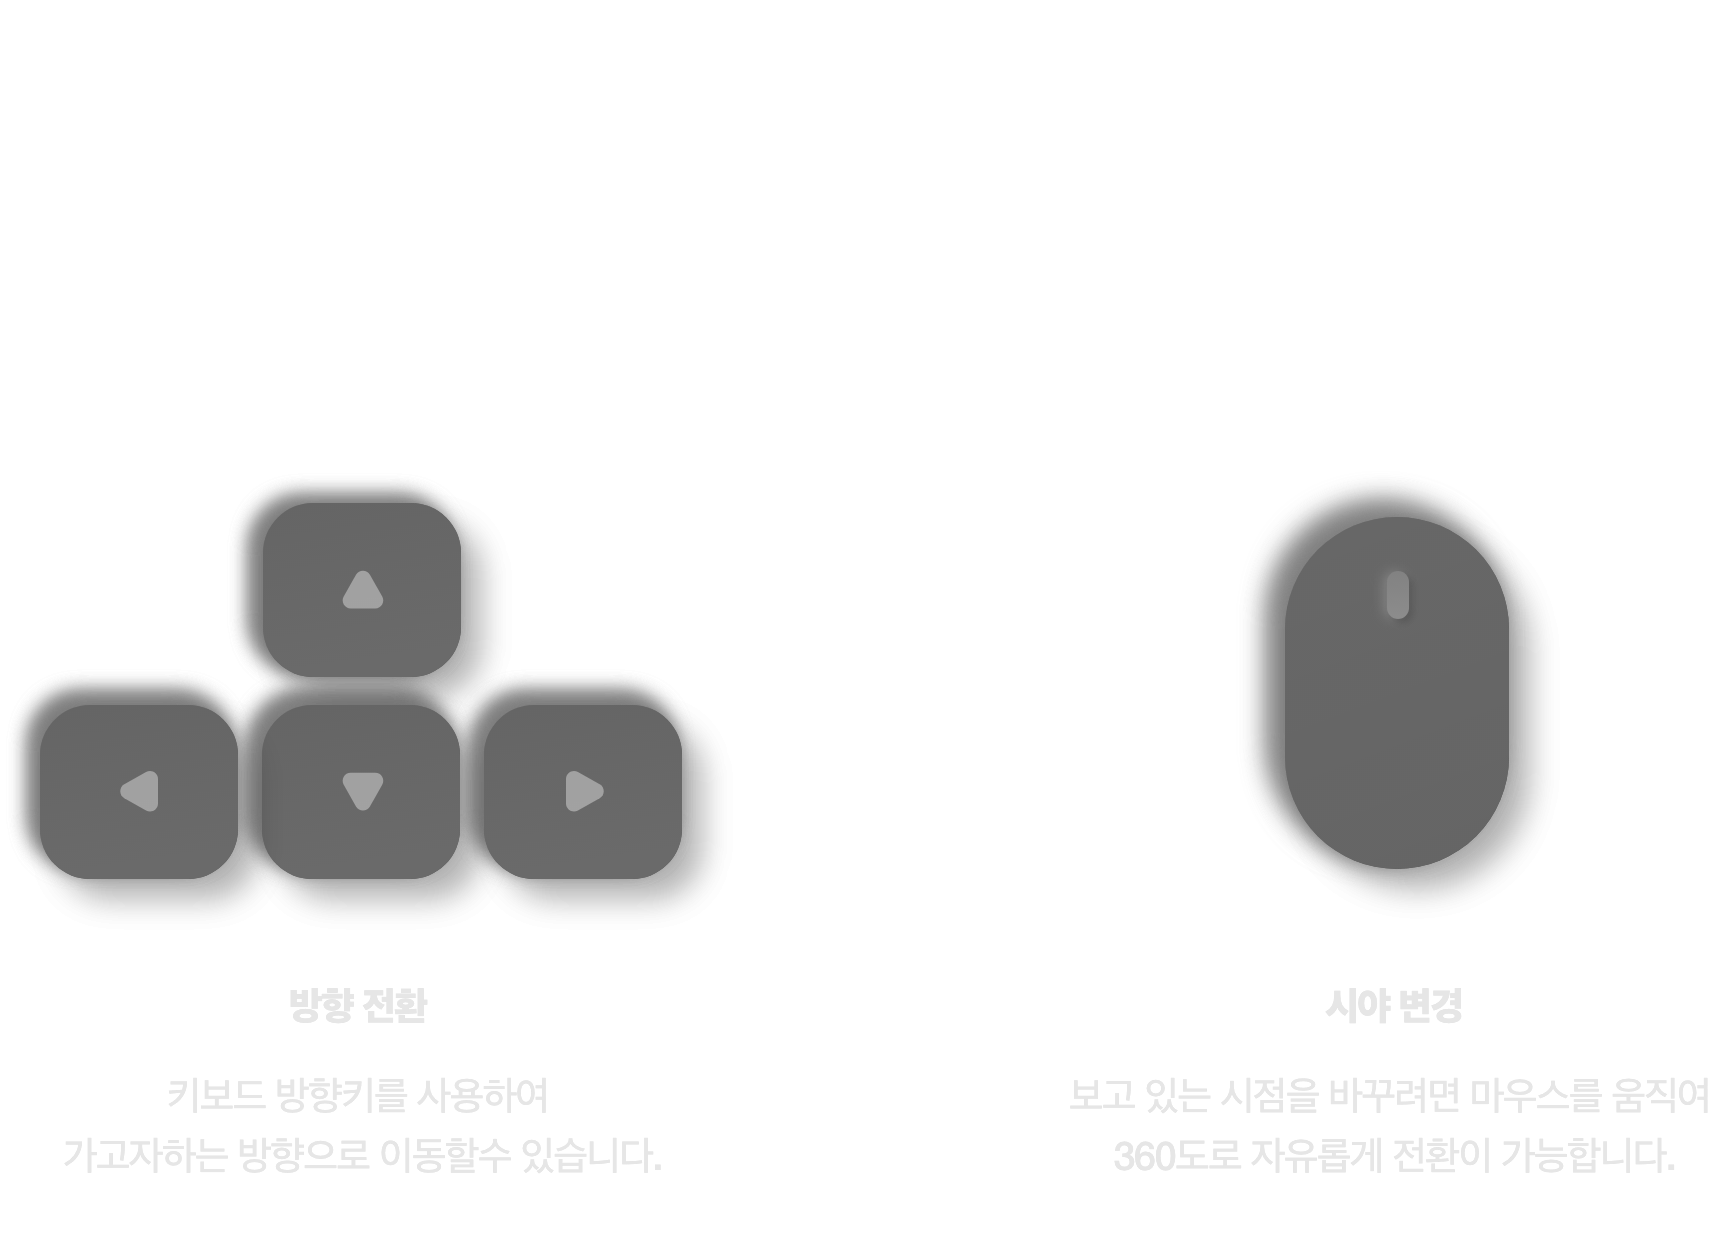 방향 전환
키보드 방향키를 사용하여
가고자하는 방향으로 이동할수 있습니다.
시야 변경
보고 있는 시점을 바꾸려면 마우스를 움직여
360도로 자유롭게 전환이 가능합니다.